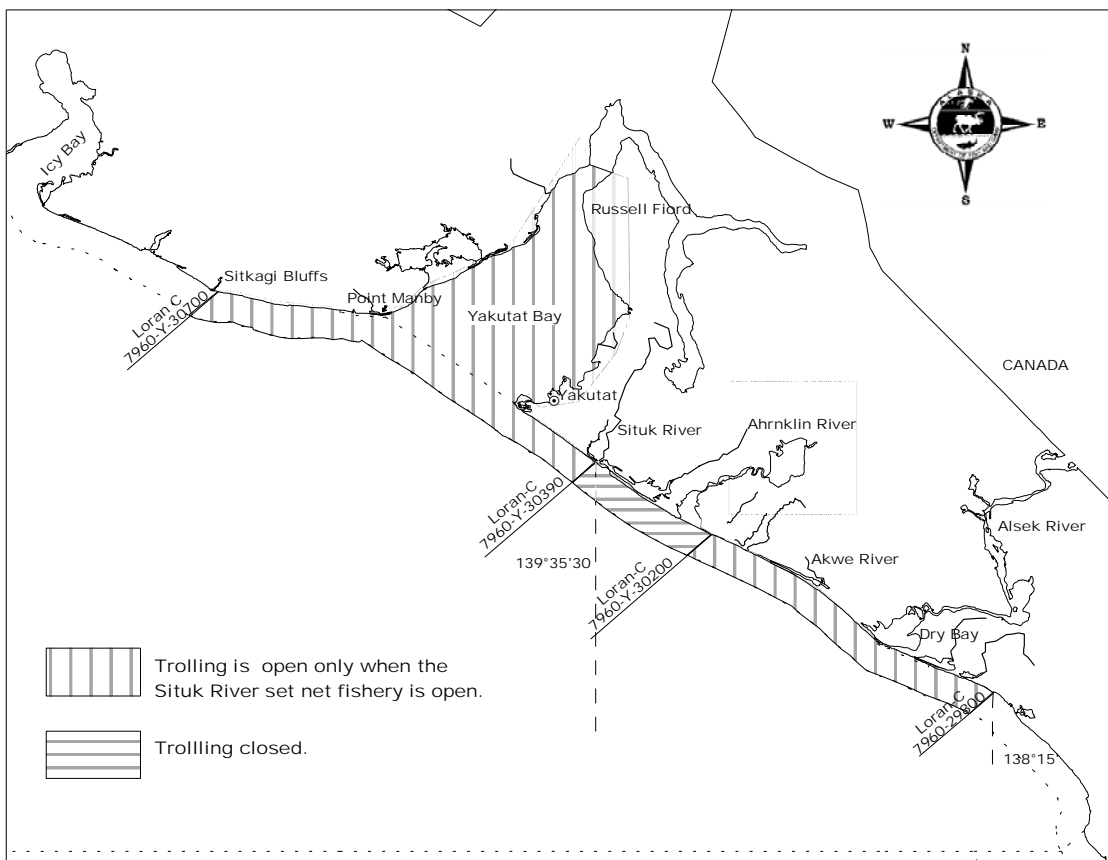 N
W
E
S
ALASKA
Icy Bay
Russell Fiord
Sitkagi Bluffs
Point Manby
Loran C
7960-Y-30700
Yakutat Bay
CANADA
Yakutat
Situk River
Ahrnklin River
Loran-C
7960-Y-30390
Alsek River
139°35'30
Loran-C
7960-Y-30200
Akwe River
Dry Bay
Trolling is open only when the
Situk River set net fishery is open.
Loran-C
7960-29800
Trollling closed.
138°15'